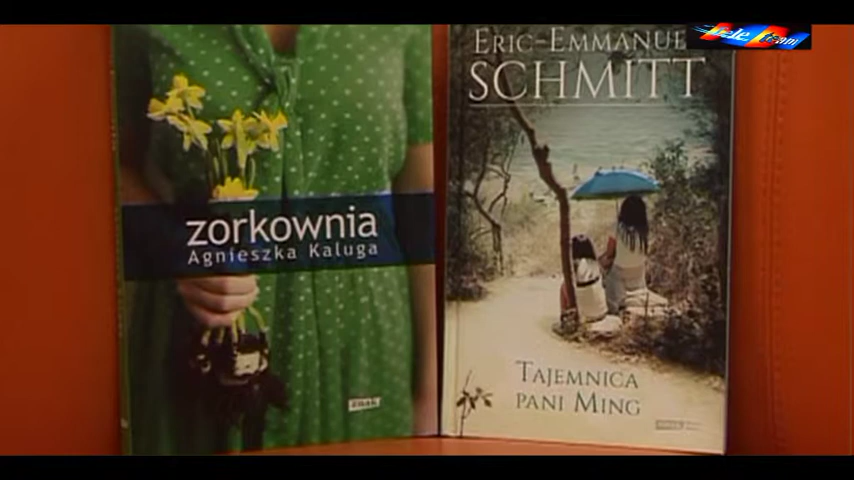 zorkownia
Agnieszka Kaluga
znak
Eric-Emmanuel
SCHMITT
Tajemnica
pani Ming